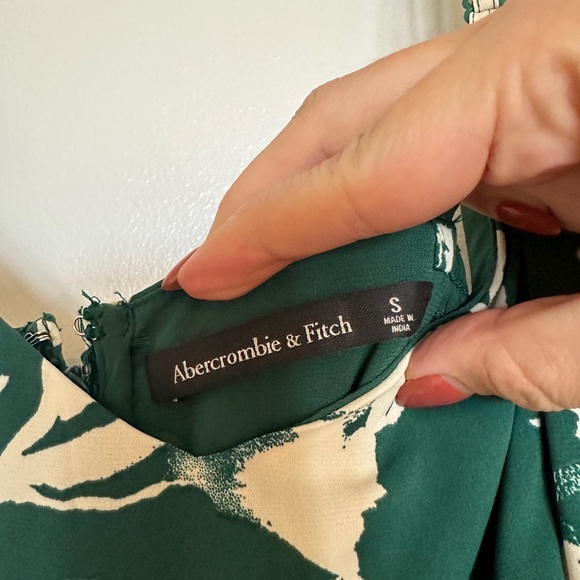 Abercrombie & Fitch
S
MADE IN
INDIA